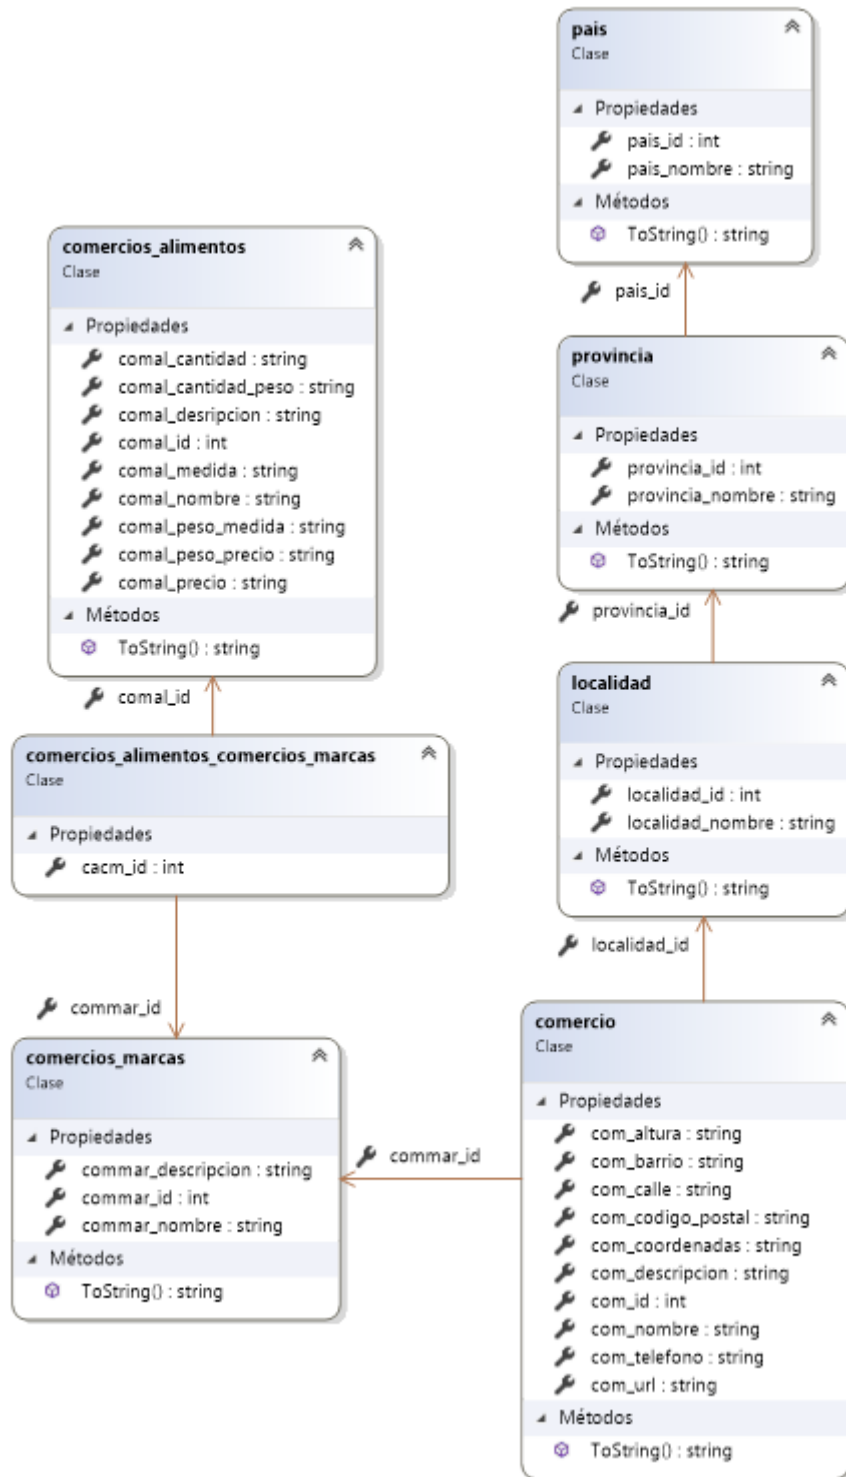 pais
Clase
Propiedades
pais_id : int
pais_nombre : string
Métodos
ToString() : string
pais_id
comercios_alimentos
Clase
Propiedades
comal_cantidad : string
comal_cantidad_peso : string
comal_desripcion : string
comal_id : int
comal_medida : string
comal_nombre : string
comal_peso_medida : string
comal_peso_precio : string
comal_precio : string
Métodos
ToString() : string
comal_id
provincia
Clase
Propiedades
provincia_id : int
provincia_nombre : string
Métodos
ToString() : string
provincia_id
localidad
Clase
Propiedades
localidad_id : int
localidad_nombre : string
Métodos
ToString() : string
localidad_id
comercios_alimentos_comercios_marcas
Clase
Propiedades
cacm_id : int
commar_id
comercios_marcas
Clase
Propiedades
commar_descripcion : string
commar_id : int
commar_nombre : string
Métodos
ToString() : string
commar_id
comercio
Clase
Propiedades
com_altura : string
com_barrio : string
com_calle : string
com_codigo_postal : string
com_coordenadas : string
com_descripcion : string
com_id : int
com_nombre : string
com_telefono : string
com_url : string
Métodos
ToString() : string